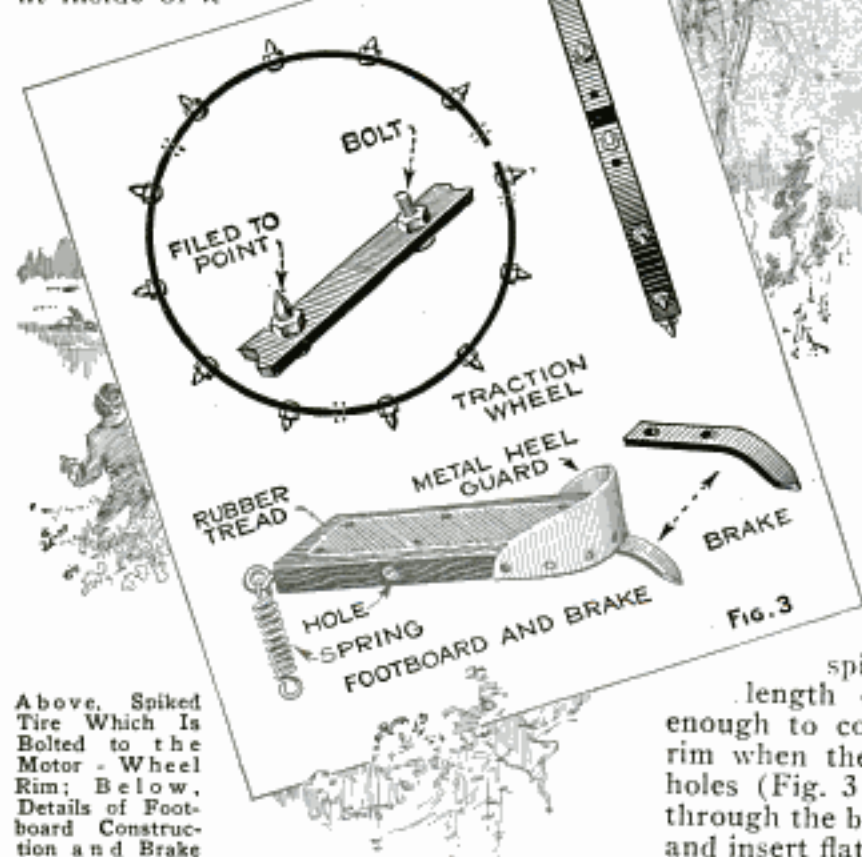 BOLT
FILED TO
POINT
TRACTION
WHEEL
METAL HEEL
GUARD
RUBBER
TREAD
BRAKE
HOLE
SPRING
FOOTBOARD AND BRAKE
FIG. 3
Above, Spiked
Tire Which Is
Bolted to the
Motor - Wheel
Rim; Below,
Details of Foot-
board Construc-
tion and Brake
length
enough to
rim when the
holes (Fig. 3
through the
and insert